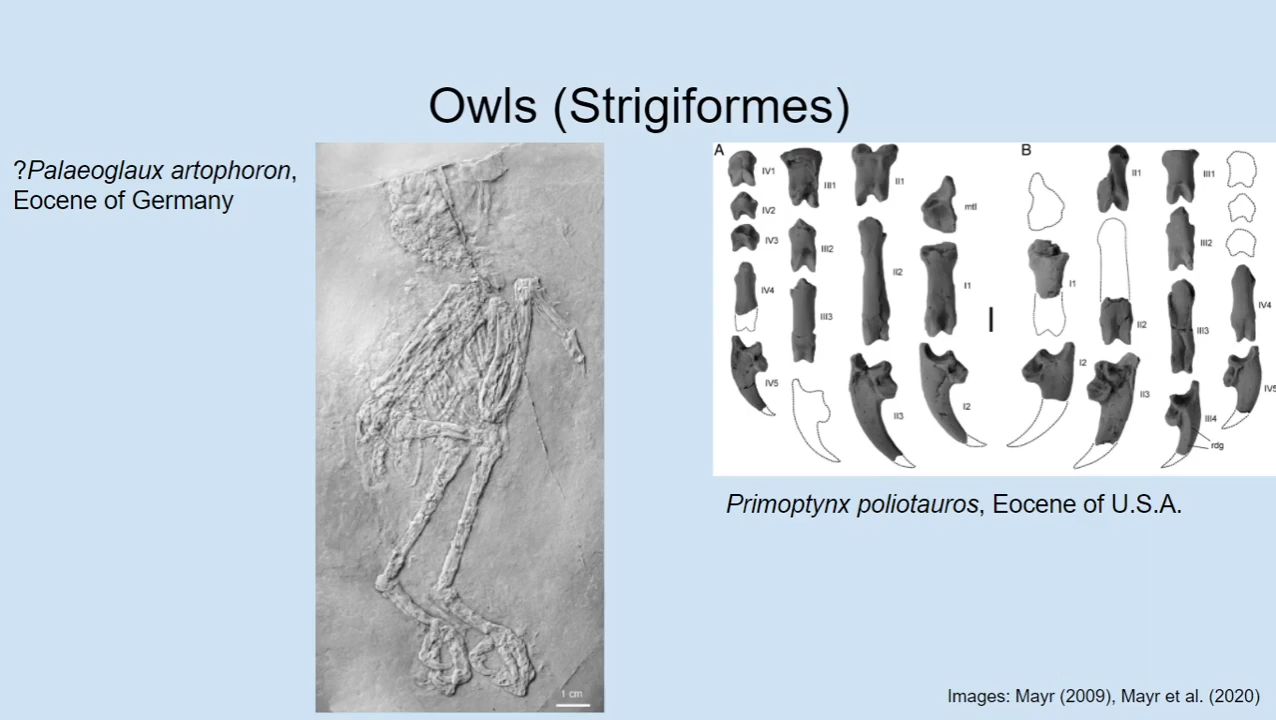 Owls (Strigiformes)
?Palaeoglaux artophoron,
Eocene of Germany
1 cm
A
IV1
III1
II1
IV2
mtI
IV3
III2
II2
I1
IV4
III3
IV5
II3
I2
B
II1
III1
III2
I1
IV4
II2
III3
I2
II3
IV5
III4
rdg
Primoptynx poliotauros, Eocene of U.S.A.
Images: Mayr (2009), Mayr et al. (2020)